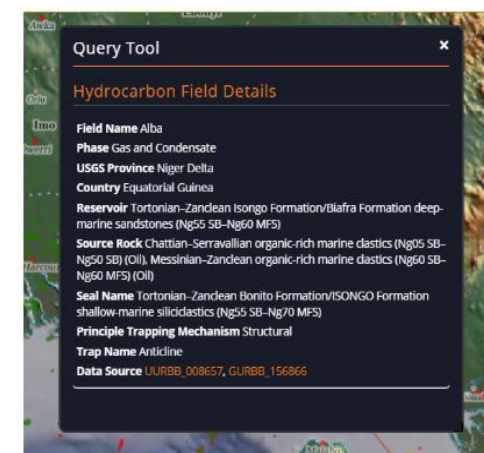 Awka
Query Tool
×
Hydrocarbon Field Details
Orlu
Imo
Owerri
Field Name Alba
Phase Gas and Condensate
USGS Province Niger Delta
Country Equatorial Guinea
Reservoir Tortonian–Zanclean Isongo Formation/Biafra Formation deep-
marine sandstones (Ng55 SB–Ng60 MFS)
Source Rock Chattian–Serravallian organic-rich marine clastics (Ng05 SB–
Ng50 SB) (Oil), Messinian–Zanclean organic-rich marine clastics (Ng60 SB–
Ng60 MFS) (Oil)
Seal Name Tortonian–Zanclean Bonito Formation/ISONGO Formation
shallow-marine siliciclastics (Ng55 SB–Ng70 MFS)
Principle Trapping Mechanism Structural
Trap Name Anticline
Data Source UURBB_008657, GURBB_156866